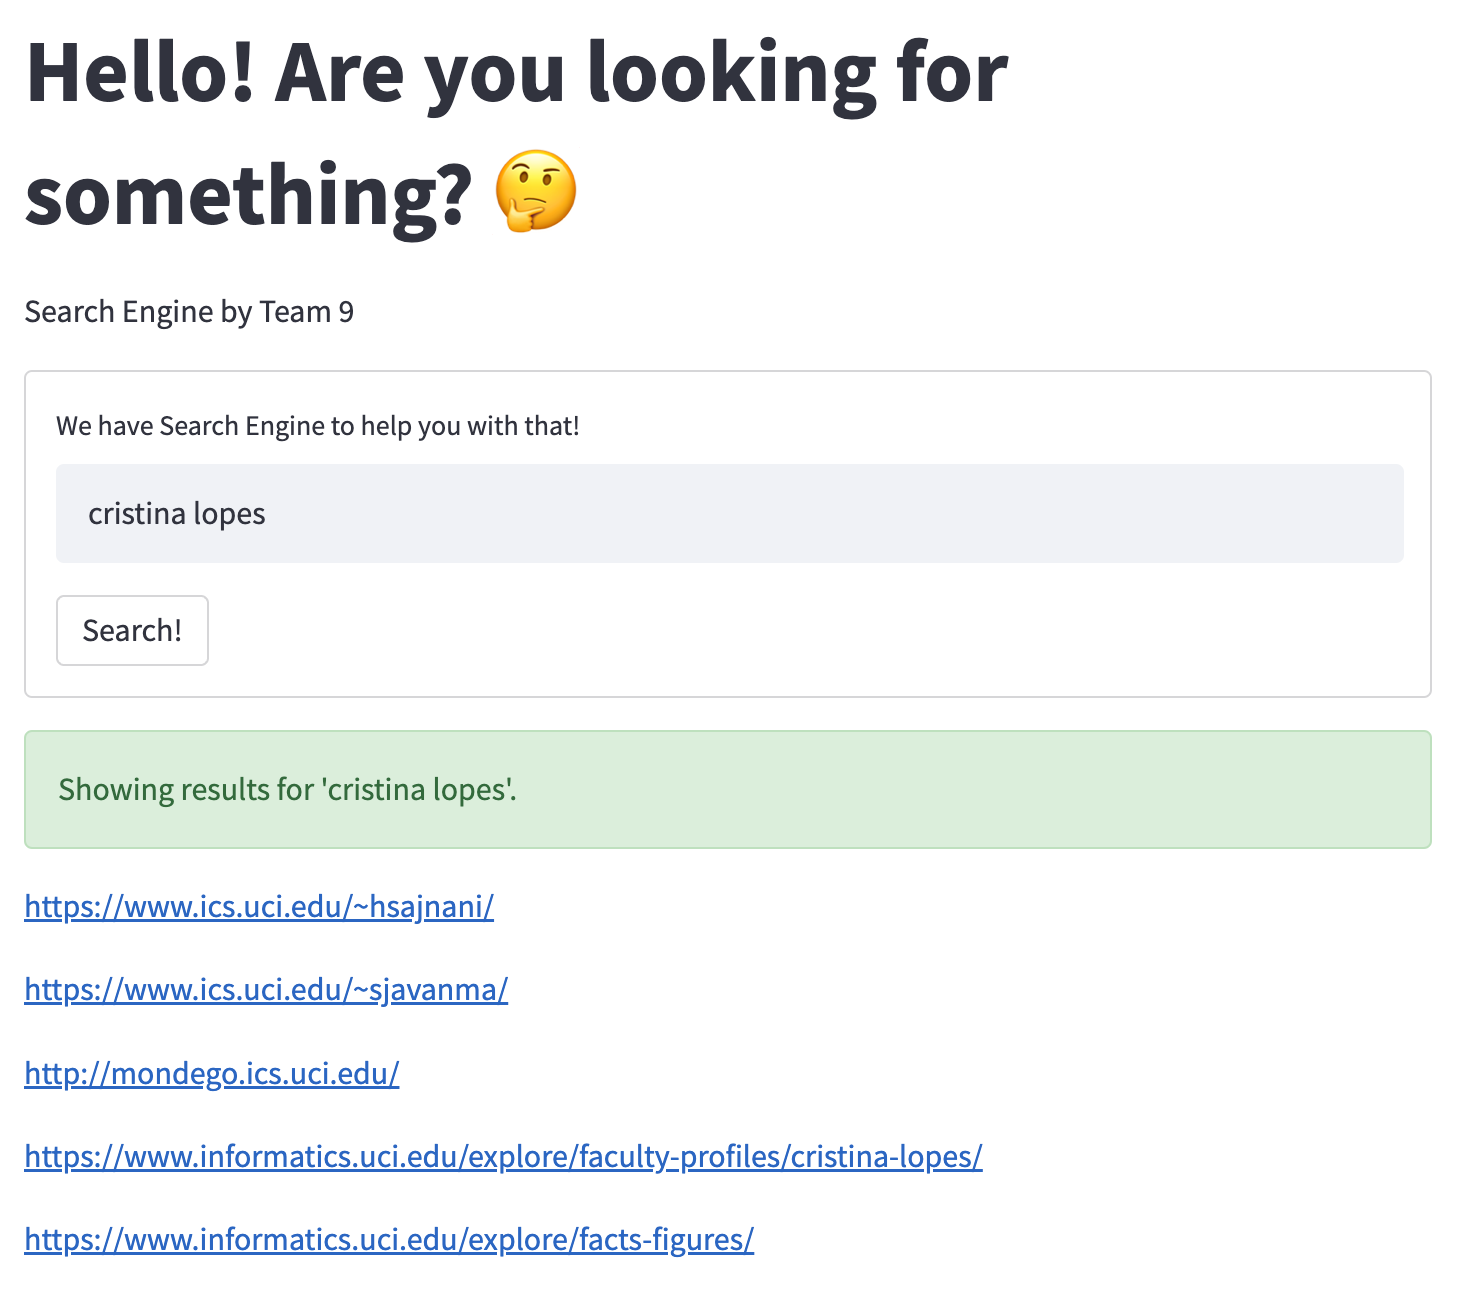 Hello! Are you looking for
something? 🤔
Search Engine by Team 9
We have Search Engine to help you with that!
cristina lopes
Search!
Showing results for 'cristina lopes'.
https://www.ics.uci.edu/~hsajnani/
https://www.ics.uci.edu/~sjavanma/
http://mondego.ics.uci.edu/
https://www.informatics.uci.edu/explore/faculty-profiles/cristina-lopes/
https://www.informatics.uci.edu/explore/facts-figures/